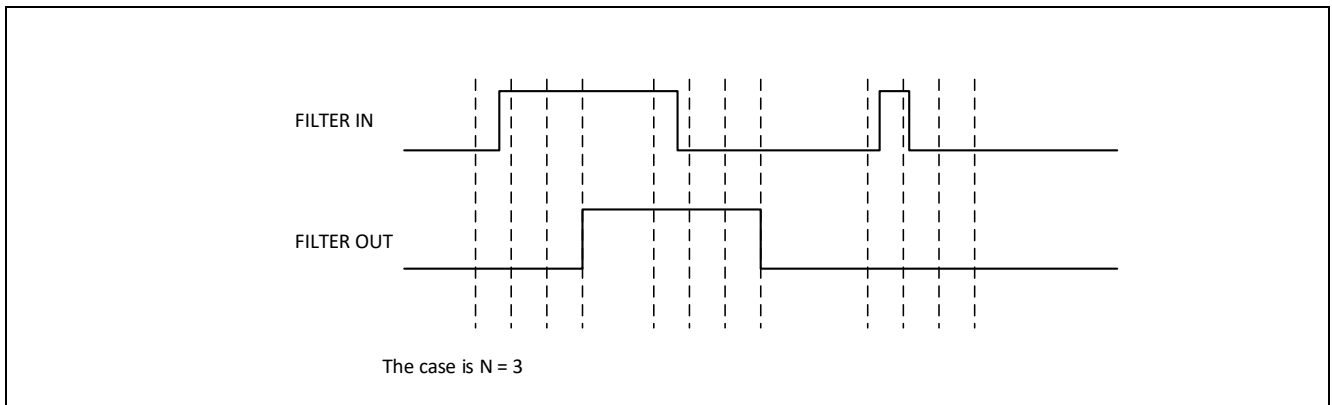 FILTER IN
FILTER OUT
The case is N = 3